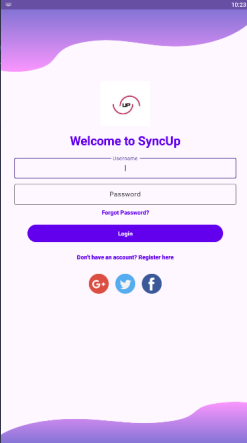 10:23
UP
Welcome to SyncUp
Username
Password
Forgot Password?
Login
Don't have an account? Register here
G+
f